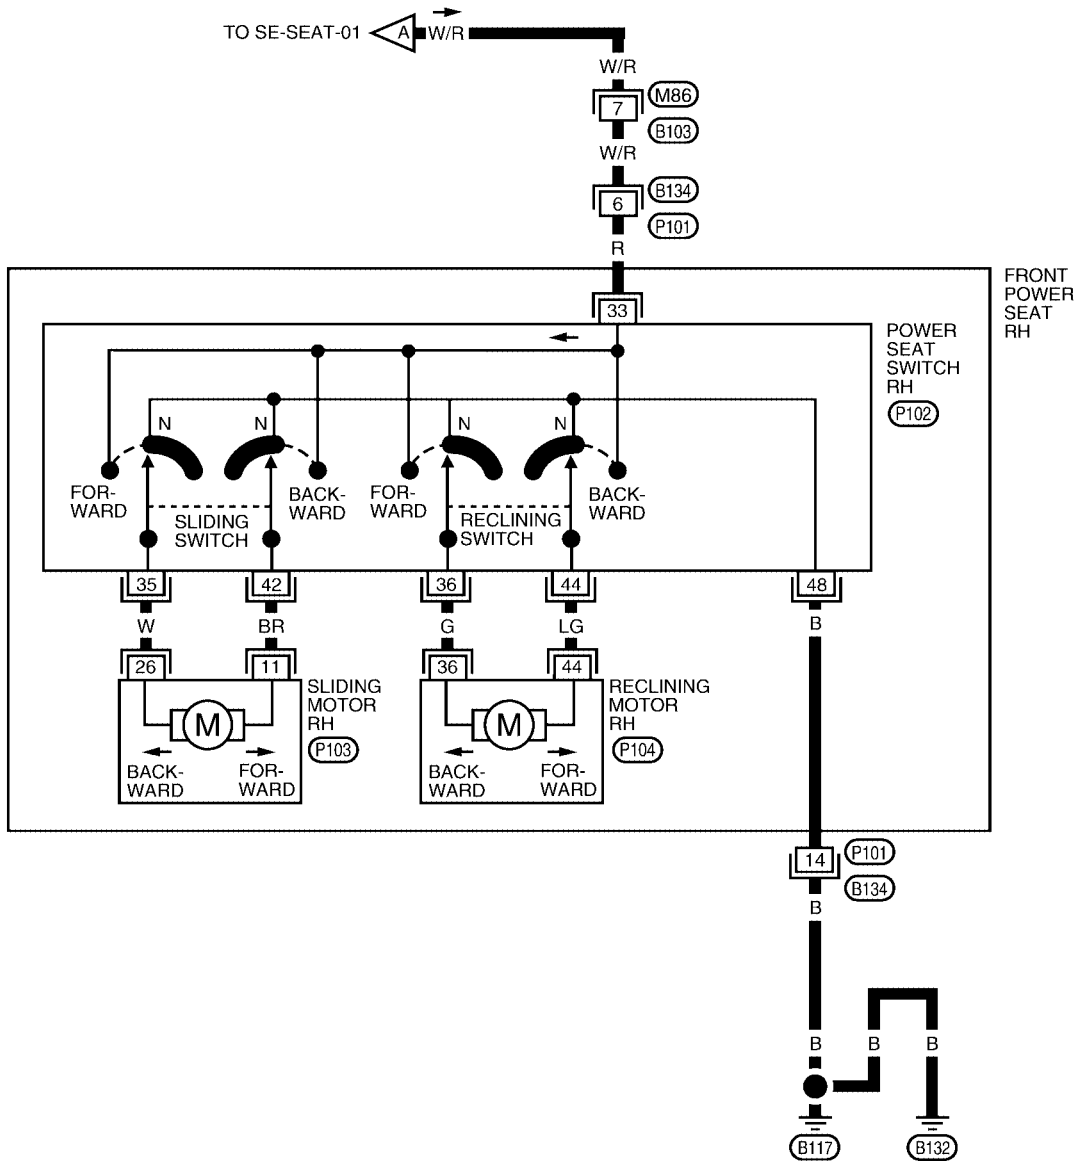 TO SE-SEAT-01
A
W/R
W/R
7
M86
B103
W/R
6
B134
P101
R
FRONT
POWER
SEAT
RH
33
POWER
SEAT
SWITCH
RH
P102
N
N
N
N
FOR-
WARD
SLIDING
SWITCH
BACK-
WARD
FOR-
WARD
RECLINING
SWITCH
BACK-
WARD
35
42
36
44
48
W
BR
G
LG
B
26
11
36
44
M
SLIDING
MOTOR
RH
P103
M
RECLINING
MOTOR
RH
P104
BACK-
WARD
FOR-
WARD
BACK-
WARD
FOR-
WARD
14
P101
B134
B
B
B
B
B117
B132